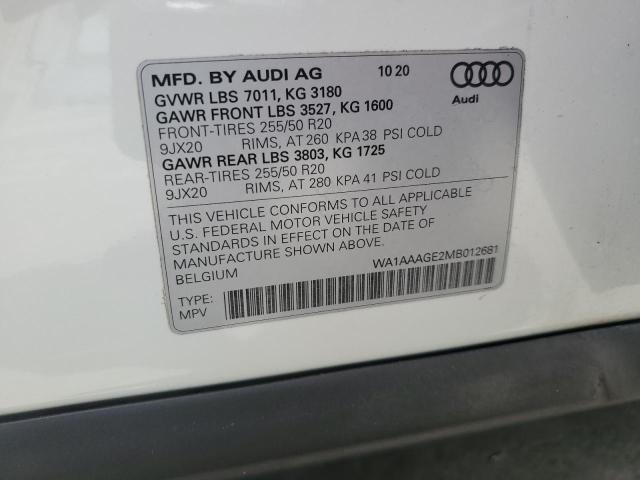 MFD. BY AUDI AG 10 20
GVWR LBS 7011, KG 3180
GAWR FRONT LBS 3527, KG 1600
FRONT-TIRES 255/50 R20
9JX20 RIMS, AT 260 KPA 38 PSI COLD
GAWR REAR LBS 3803, KG 1725
REAR-TIRES 255/50 R20
9JX20 RIMS, AT 280 KPA 41 PSI COLD
Audi
THIS VEHICLE CONFORMS TO ALL APPLICABLE
U.S. FEDERAL MOTOR VEHICLE SAFETY
STANDARDS IN EFFECT ON THE DATE OF
MANUFACTURE SHOWN ABOVE.
BELGIUM
WA1AAAGE2MB012681
TYPE:
MPV